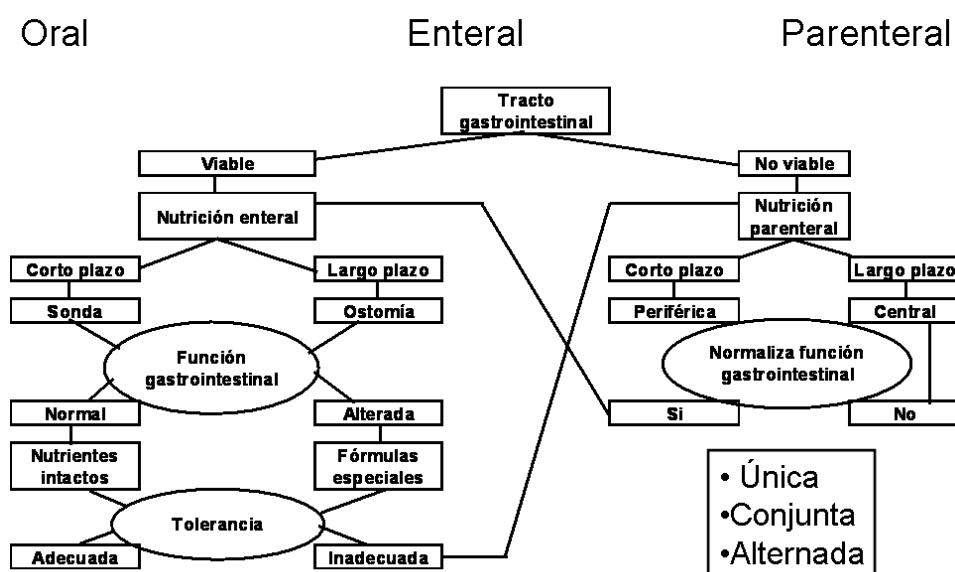 Oral
Enteral
Parenteral
Tracto
gastrointestinal
Viable
No viable
Nutrición enteral
Nutrición
parenteral
Corto plazo
Largo plazo
Corto plazo
Largo plazo
Sonda
Ostomía
Periférica
Central
Función
gastrointestinal
Normaliza función
gastrointestinal
Normal
Alterada
Si
No
Nutrientes
intactos
Fórmulas
especiales
Tolerancia
Adecuada
Inadecuada
• Única
•Conjunta
•Alternada